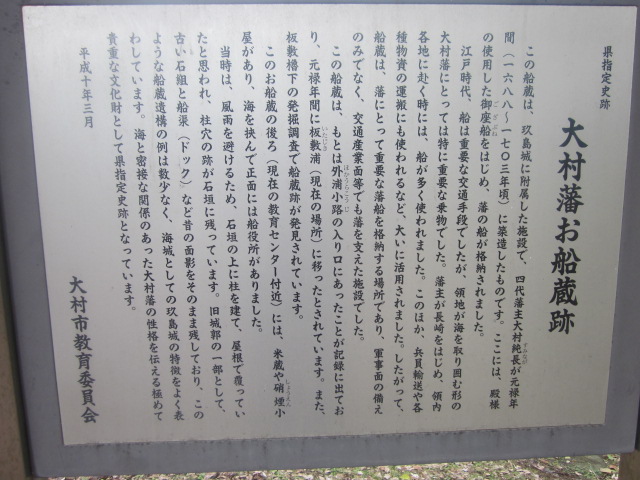 県指定史跡
大村藩お船蔵跡
この船蔵は、玖島城に附属した施設で、四代藩主大村純長が元禄年
間（一六八八～一七〇三年頃）に築造したものです。ここには、殿様
の使用した御座船をはじめ、藩の船が格納されました。
江戸時代、船は重要な交通手段でしたが、領地が海を取り囲む形の
大村藩にとっては特に重要な乗物でした。藩主が長崎をはじめ、領内
各地に赴く時には、船が多く使われました。このほか、兵員輸送や各
種物資の運搬にも使われるなど、大いに活用されました。したがって、
船蔵は、藩にとって重要な藩船を格納する場所であり、軍事面の備え
のみでなく、交通産業面等でも藩を支えた施設でした。
この船蔵は、もとは外浦小路の入り口にあったことが記録に出てお
り、元禄年間に板敷浦（現在の場所）に移ったとされています。また、
板敷櫓下の発掘調査で船蔵跡が発見されています。
このお船蔵の後ろ（現在の教育センター付近）には、米蔵や硝煙小
屋があり、海を挟んで正面には船役所がありました。
当時は、風雨を避けるため、石垣の上に柱を建て、屋根で覆ってい
たと思われ、柱穴の跡が石垣に残っています。旧城郭の一部として、
古い石組と船渠（ドック）など昔の面影をそのまま残しており、この
ような船蔵遺構の例は数少なく、海城としての玖島城の特徴をよく表
わしています。海と密接な関係のあった大村藩の性格を伝える極めて
貴重な文化財として県指定史跡となっています。
平成十年三月
大村市教育委員会